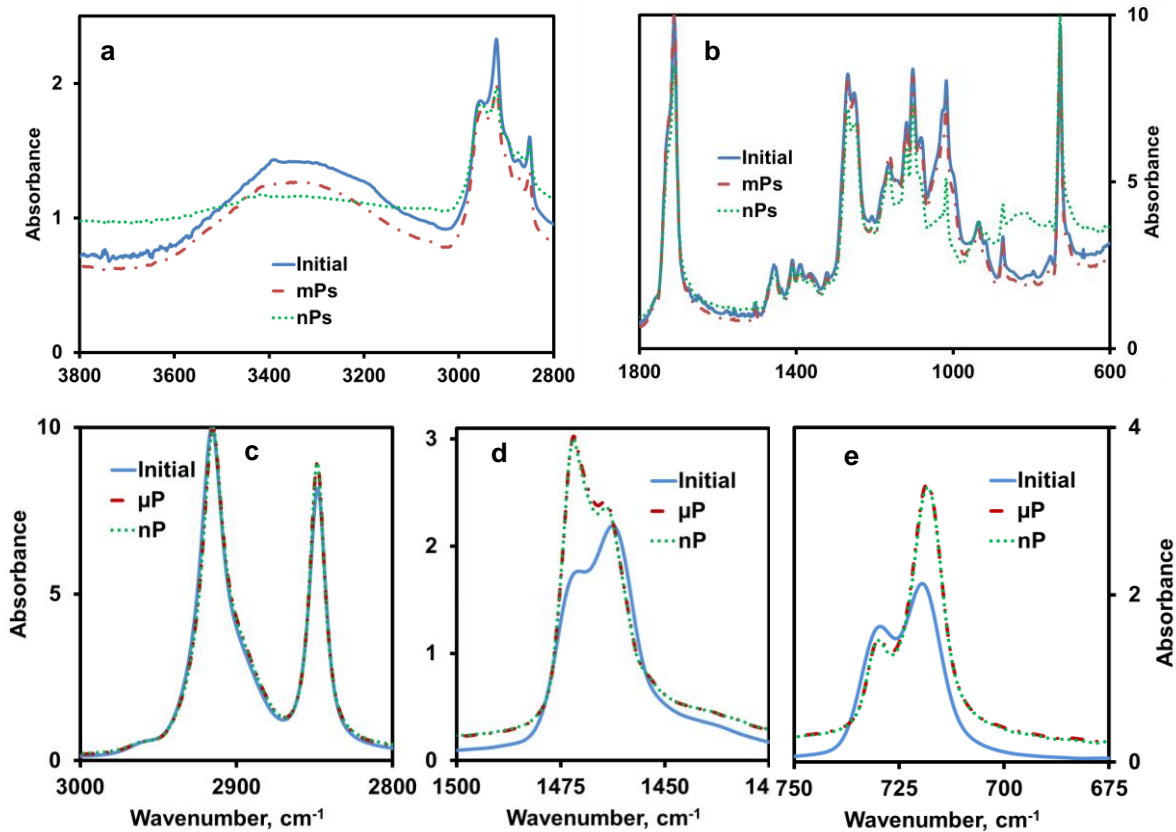 a
2
1
0
Absorbance
Initial
mPs
nPs
3800 3600 3400 3200 3000 2800
b
10
5
0
Absorbance
Initial
mPs
nPs
1800 1400 1000 600
c
10
5
0
Absorbance
Initial
µP
nP
3000 2900 2800
Wavenumber, cm-1
d
3
2
1
0
Initial
µP
nP
1500 1475 1450 14
Wavenumber, cm-1
e
4
2
0
Absorbance
Initial
µP
nP
750 725 700 675
Wavenumber, cm-1